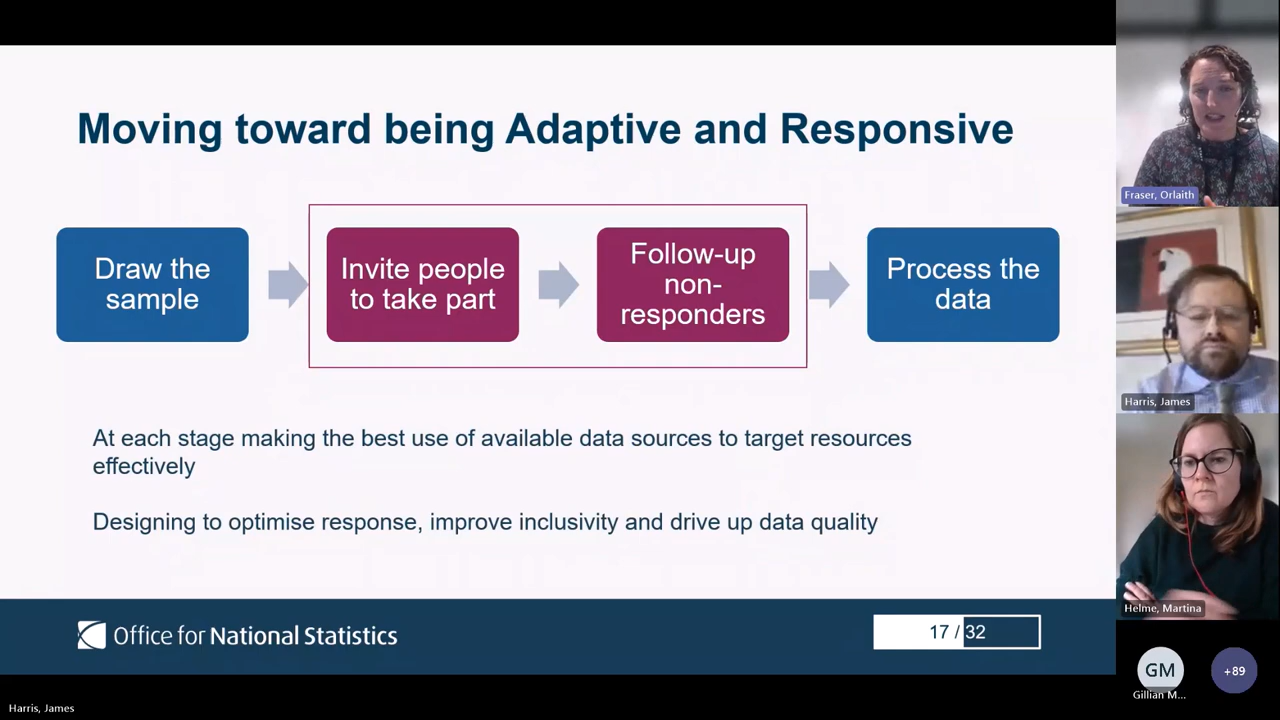 Moving toward being Adaptive and Responsive
Draw the
sample
Invite people
to take part
Follow-up
non-
responders
Process the
data
At each stage making the best use of available data sources to target resources
effectively
Designing to optimise response, improve inclusivity and drive up data quality
Office for National Statistics
17 / 32
Fraser, Orlaith
Harris, James
Helme, Martina
GM
+89
Gillian M...
Harris, James